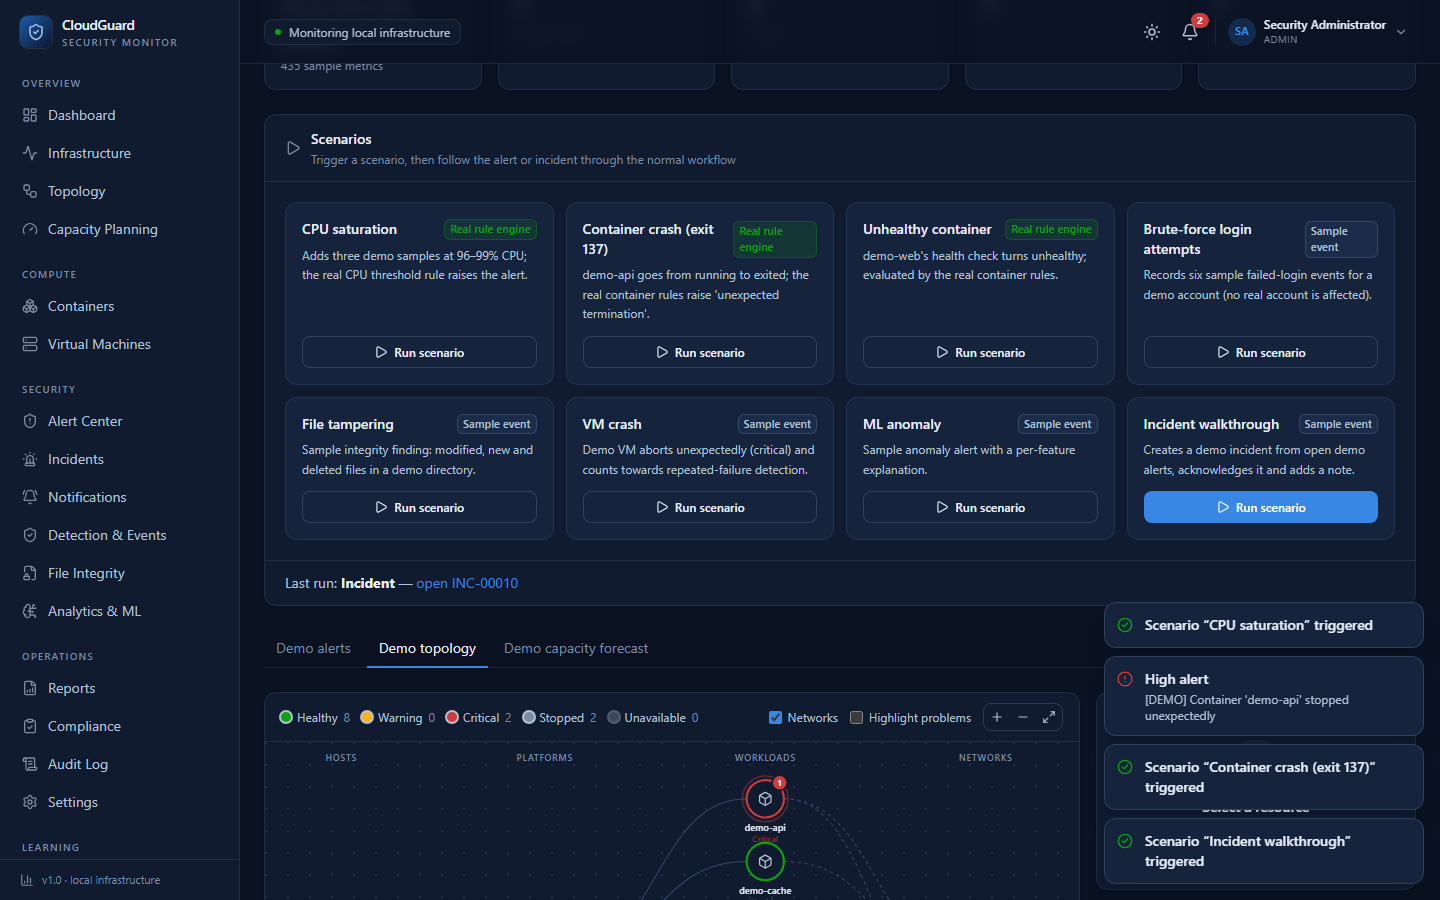 CloudGuard
SECURITY MONITOR
Monitoring local infrastructure
2
SA
Security Administrator
ADMIN
OVERVIEW
Dashboard
Infrastructure
Topology
Capacity Planning
COMPUTE
Containers
Virtual Machines
SECURITY
Alert Center
Incidents
Notifications
Detection & Events
File Integrity
Analytics & ML
OPERATIONS
Reports
Compliance
Audit Log
Settings
LEARNING
v1.0 · local infrastructure
435 sample metrics
Scenarios
Trigger a scenario, then follow the alert or incident through the normal workflow
CPU saturation
Real rule engine
Adds three demo samples at 96–99% CPU;
the real CPU threshold rule raises the alert.
Run scenario
Container crash (exit
137)
Real rule
engine
demo-api goes from running to exited; the
real container rules raise 'unexpected
termination'.
Run scenario
Unhealthy container
Real rule engine
demo-web's health check turns unhealthy;
evaluated by the real container rules.
Run scenario
Brute-force login
attempts
Sample
event
Records six sample failed-login events for a
demo account (no real account is affected).
Run scenario
File tampering
Sample event
Sample integrity finding: modified, new and
deleted files in a demo directory.
Run scenario
VM crash
Sample event
Demo VM aborts unexpectedly (critical) and
counts towards repeated-failure detection.
Run scenario
ML anomaly
Sample event
Sample anomaly alert with a per-feature
explanation.
Run scenario
Incident walkthrough
Sample event
Creates a demo incident from open demo
alerts, acknowledges it and adds a note.
Run scenario
Last run: Incident — open INC-00010
Demo alerts
Demo topology
Demo capacity forecast
Healthy 8
Warning 0
Critical 2
Stopped 2
Unavailable 0
Networks
Highlight problems
HOSTS
PLATFORMS
WORKLOADS
NETWORKS
1
demo-api
Critical
demo-cache
Scenario “CPU saturation” triggered
High alert
[DEMO] Container 'demo-api' stopped
unexpectedly
Scenario “Container crash (exit 137)”
triggered
Select a resource
Scenario “Incident walkthrough”
triggered